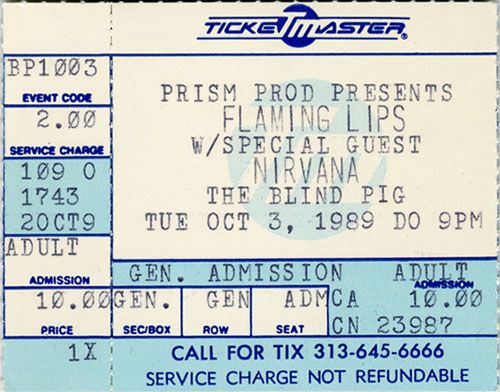 TICKETMASTER®
BP1003
EVENT CODE
PRISM PROD PRESENTS
FLAMING LIPS
2.00
W/SPECIAL GUEST
SERVICE CHARGE
NIRVANA
109 0
THE BLIND PIG
1743
TUE OCT 3, 1989 DO 9PM
2OCT9
ADULT
GEN. ADMISSION ADULT
ADMISSION ADMISSION
10.00 GEN. GEN ADM CA 10.00
PRICE SEC/BOX ROW SEAT CN 23987
1X CALL FOR TIX 313-645-6666
SERVICE CHARGE NOT REFUNDABLE